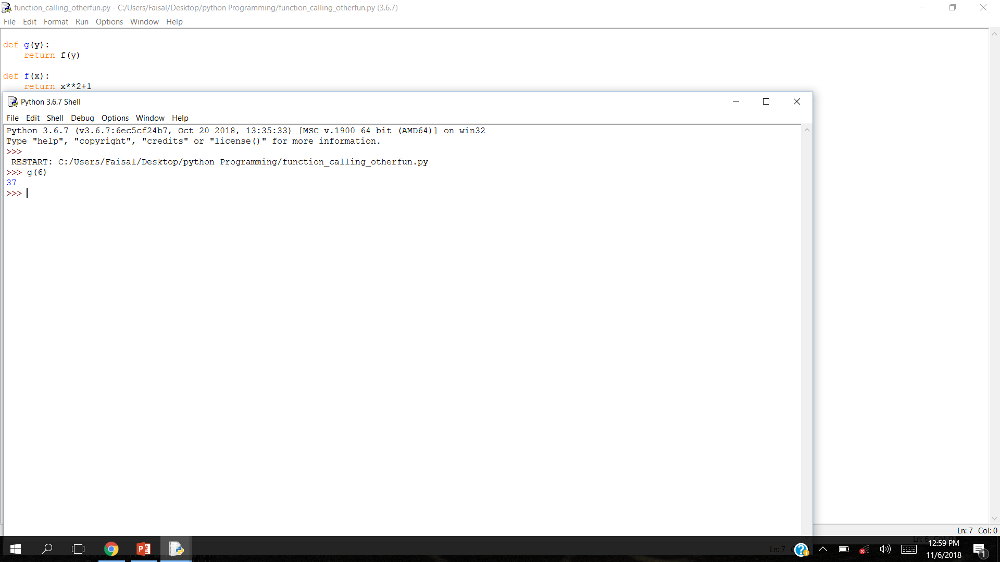 function_calling_otherfun.py - C:/Users/Faisal/Desktop/python Programming/function_calling_otherfun.py (3.6.7)
File Edit Format Run Options Window Help
def g(y):
    return f(y)
def f(x):
    return x**2+1
Python 3.6.7 Shell
File Edit Shell Debug Options Window Help
Python 3.6.7 (v3.6.7:6ec5cf24b7, Oct 20 2018, 13:35:33) [MSC v.1900 64 bit (AMD64)] on win32
Type "help", "copyright", "credits" or "license()" for more information.
>>>
 RESTART: C:/Users/Faisal/Desktop/python Programming/function_calling_otherfun.py
>>> g(6)
37
>>>
Ln: 7 Col: 0
Ln: 7
12:59 PM
11/6/2018
1